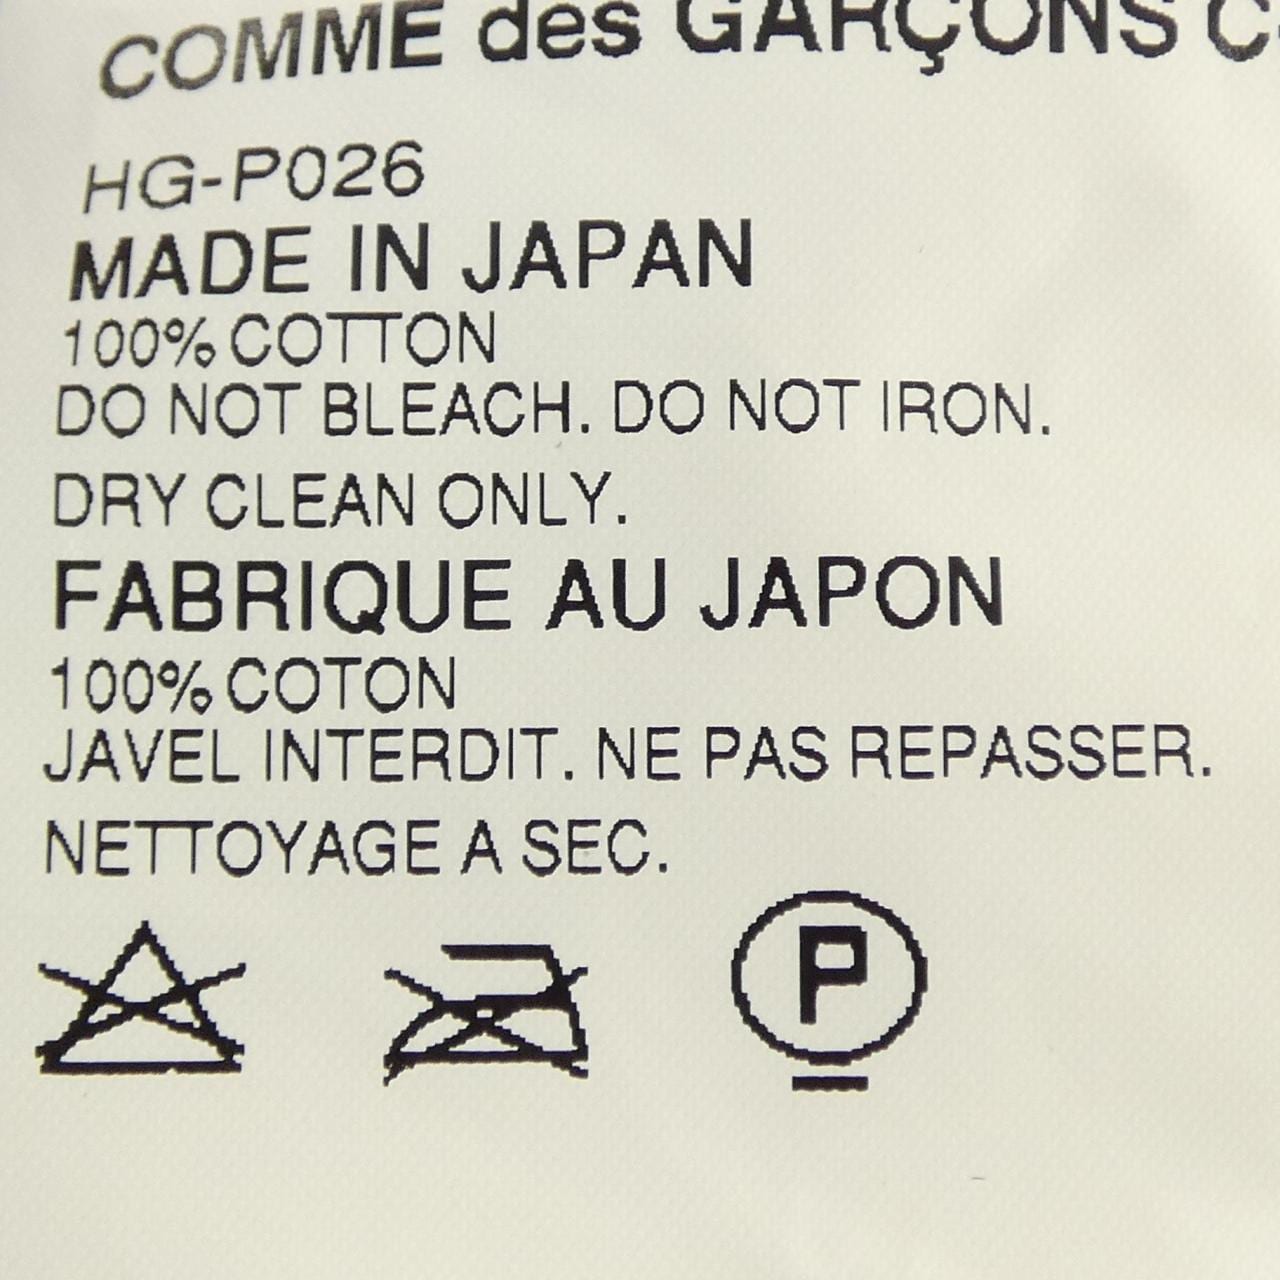 COMME des GARÇONS
HG-P026
MADE IN JAPAN
100% COTTON
DO NOT BLEACH. DO NOT IRON.
DRY CLEAN ONLY.
FABRIQUE AU JAPON
100% COTON
JAVEL INTERDIT. NE PAS REPASSER.
NETTOYAGE A SEC.
P